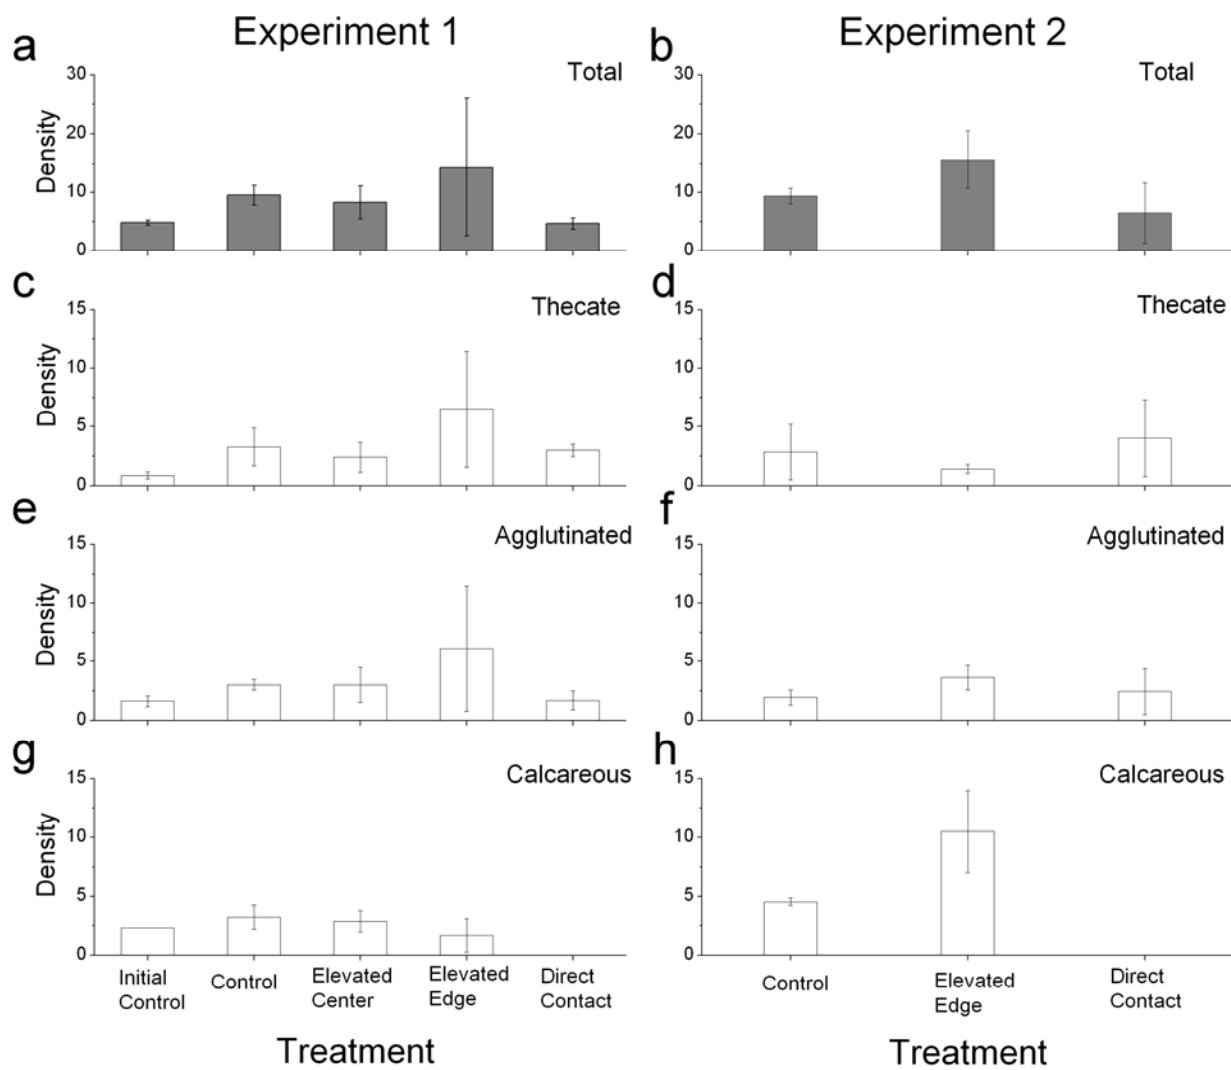 Experiment 1
Experiment 2
a
Total
30
20
10
0
Density
b
Total
30
20
10
0
c
Thecate
15
10
5
0
Density
d
Thecate
15
10
5
0
e
Agglutinated
15
10
5
0
Density
f
Agglutinated
15
10
5
0
g
Calcareous
15
10
5
0
Density
Initial
Control
Control
Elevated
Center
Elevated
Edge
Direct
Contact
Treatment
h
Calcareous
15
10
5
0
Control
Elevated
Edge
Direct
Contact
Treatment